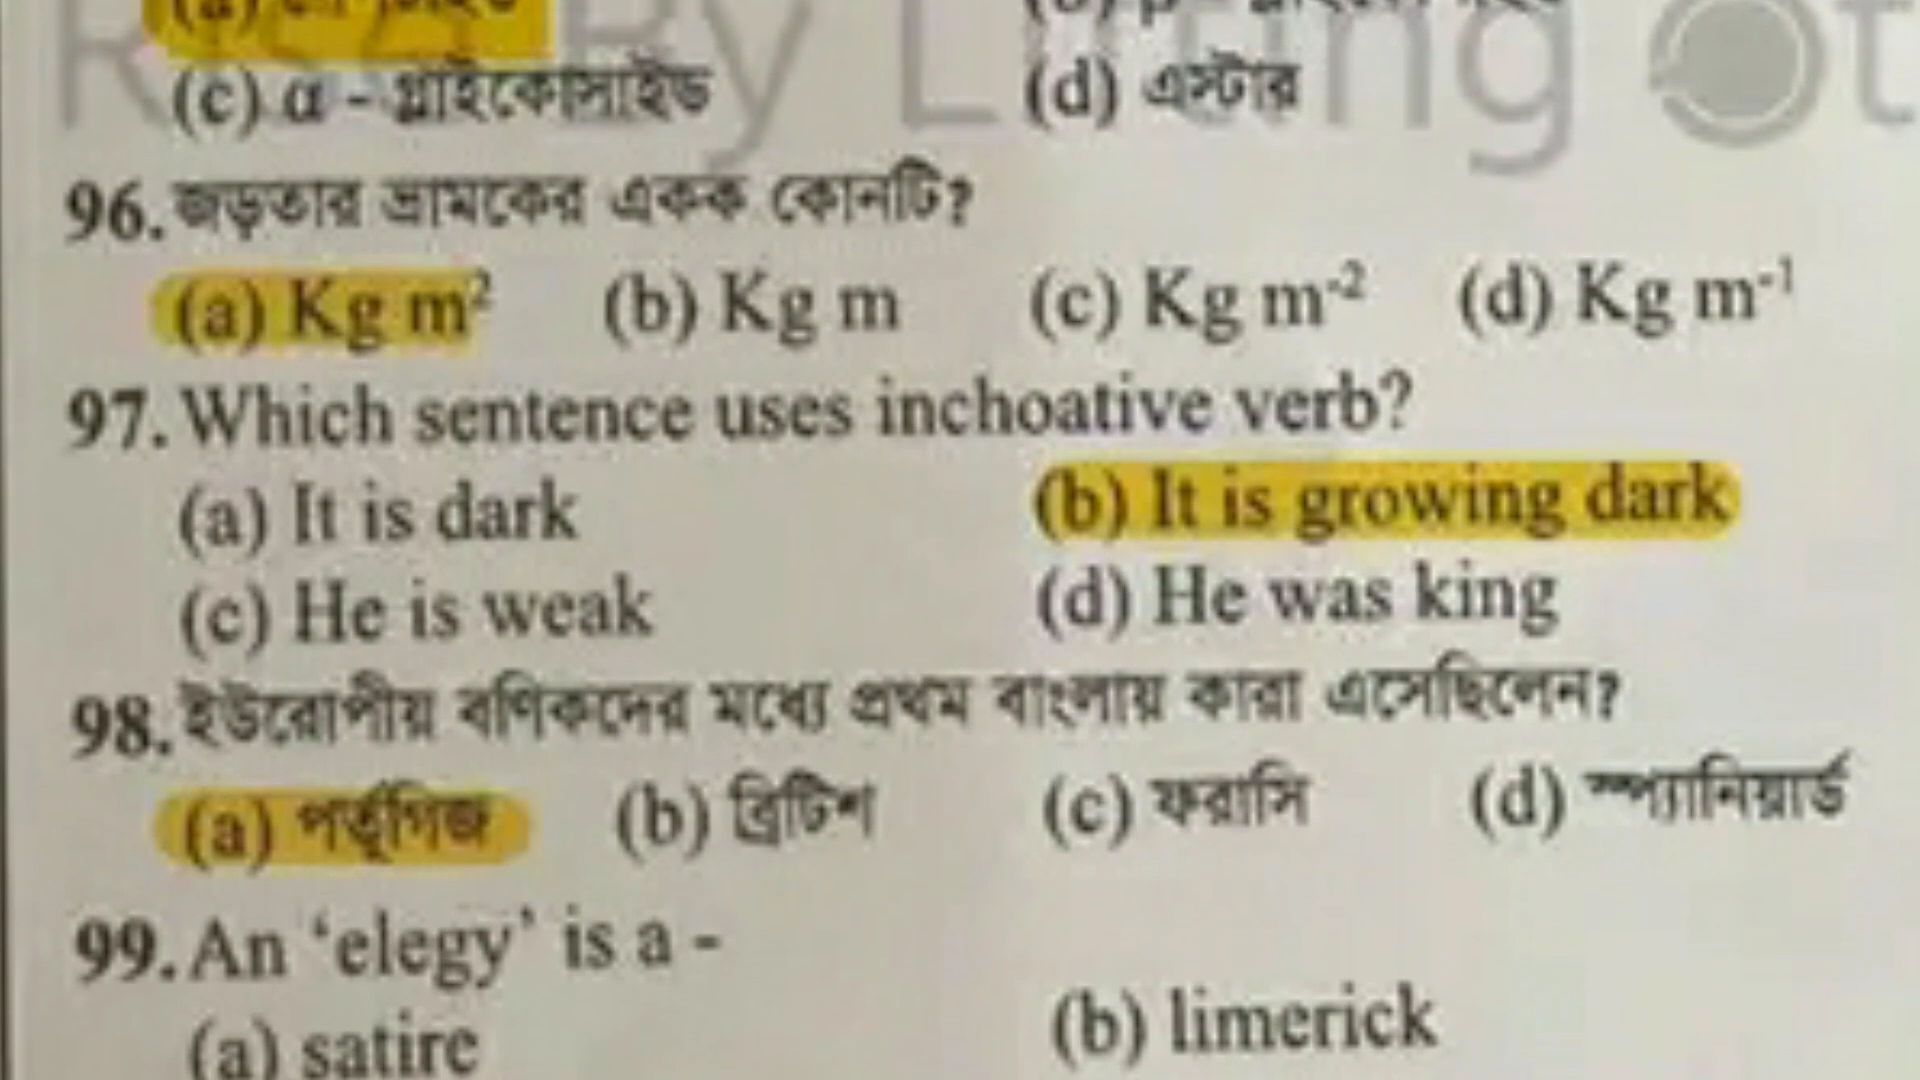 (c) α - গ্লাইকোসাইড (d) এস্টার
96. জড়তার ভ্রামকের একক কোনটি?
(a) Kg m² (b) Kg m (c) Kg m⁻² (d) Kg m⁻¹
97. Which sentence uses inchoative verb?
(a) It is dark (b) It is growing dark
(c) He is weak (d) He was king
98. ইউরোপীয় বণিকদের মধ্যে প্রথম বাংলায় কারা এসেছিলেন?
(a) পর্তুগিজ (b) ব্রিটিশ (c) ফরাসি (d) স্প্যানিয়ার্ড
99. An ‘elegy’ is a -
(a) satire (b) limerick